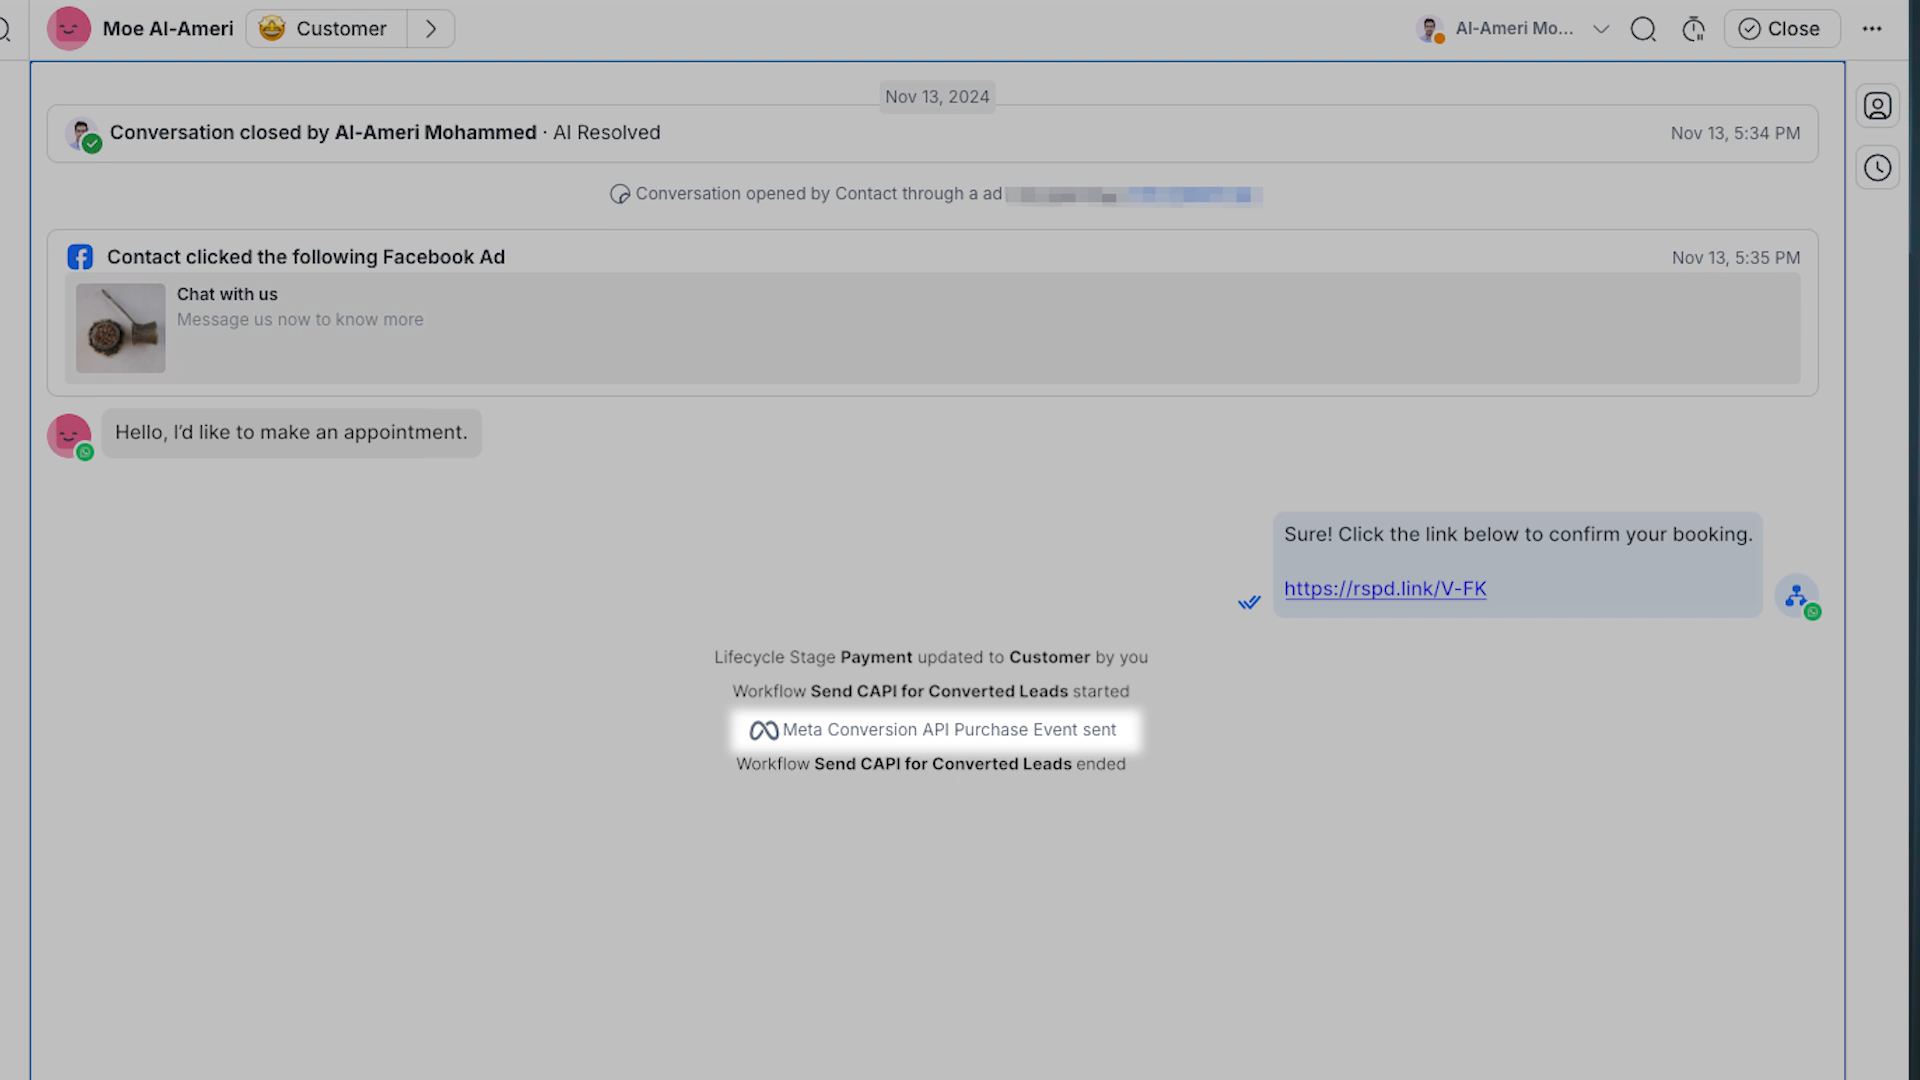 Moe Al-Ameri
Customer
Al-Ameri Mo...
Close
Nov 13, 2024
Conversation closed by Al-Ameri Mohammed · AI Resolved
Nov 13, 5:34 PM
Conversation opened by Contact through a ad
Contact clicked the following Facebook Ad
Nov 13, 5:35 PM
Chat with us
Message us now to know more
Hello, I'd like to make an appointment.
Sure! Click the link below to confirm your booking.
https://rspd.link/V-FK
Lifecycle Stage Payment updated to Customer by you
Workflow Send CAPI for Converted Leads started
Meta Conversion API Purchase Event sent
Workflow Send CAPI for Converted Leads ended